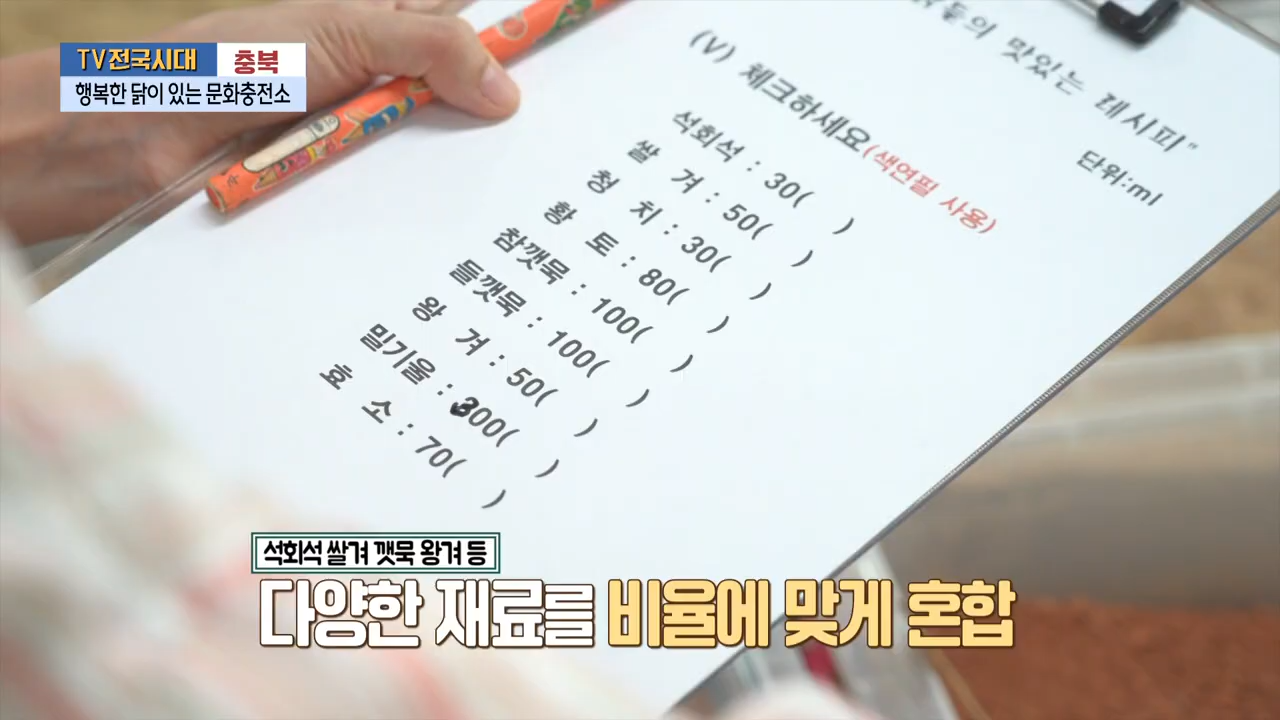 TV전국시대 충북
행복한 닭이 있는 문화충전소
닭들의 맛있는 레시피"
단위:ml
(V) 체크하세요(색연필 사용)
석회석 : 30( )
쌀 겨 : 50( )
청 치 : 30( )
황 토 : 80( )
참깻묵 : 100( )
들깻묵 : 100( )
왕 겨 : 50( )
밀기울 : 300( )
효 소 : 70( )
석회석 쌀겨 깻묵 왕겨 등
다양한 재료를 비율에 맞게 혼합